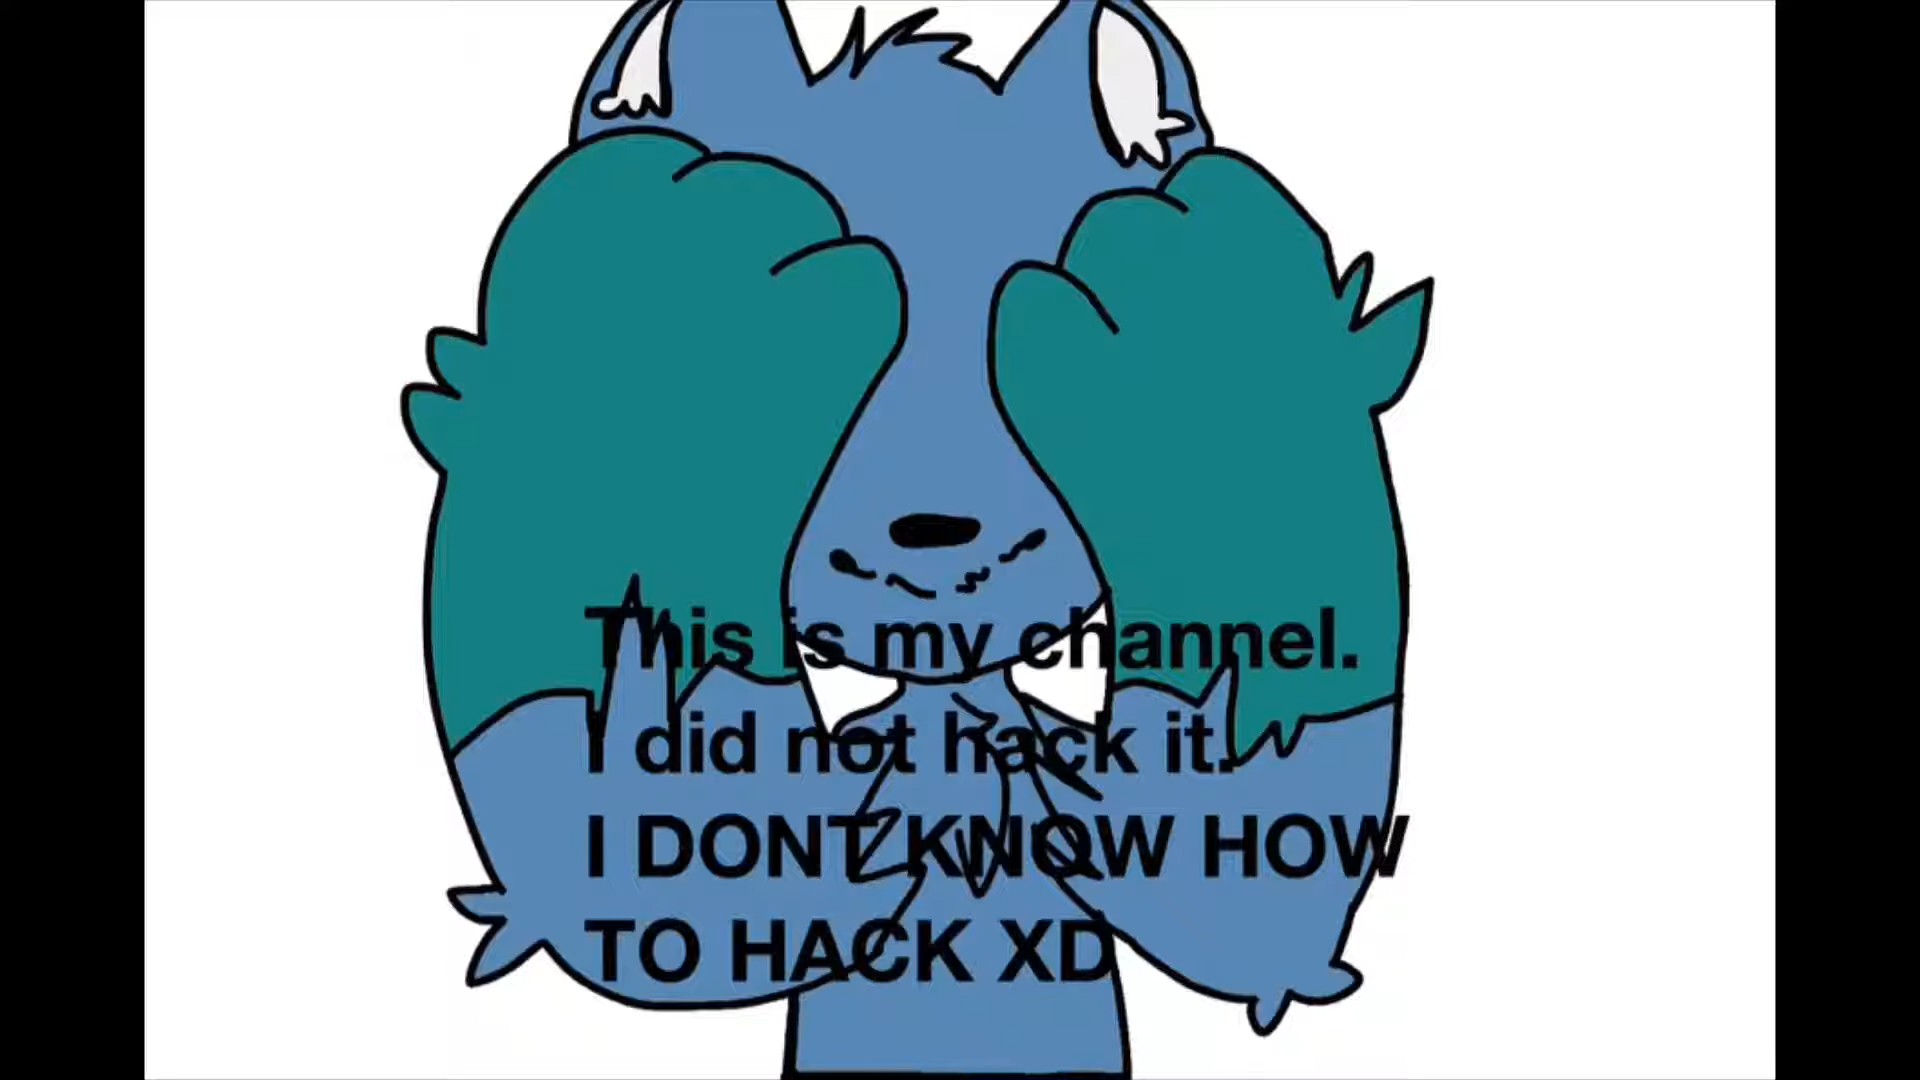 This is my channel.
I did not hack it.
I DONT KNOW HOW
TO HACK XD